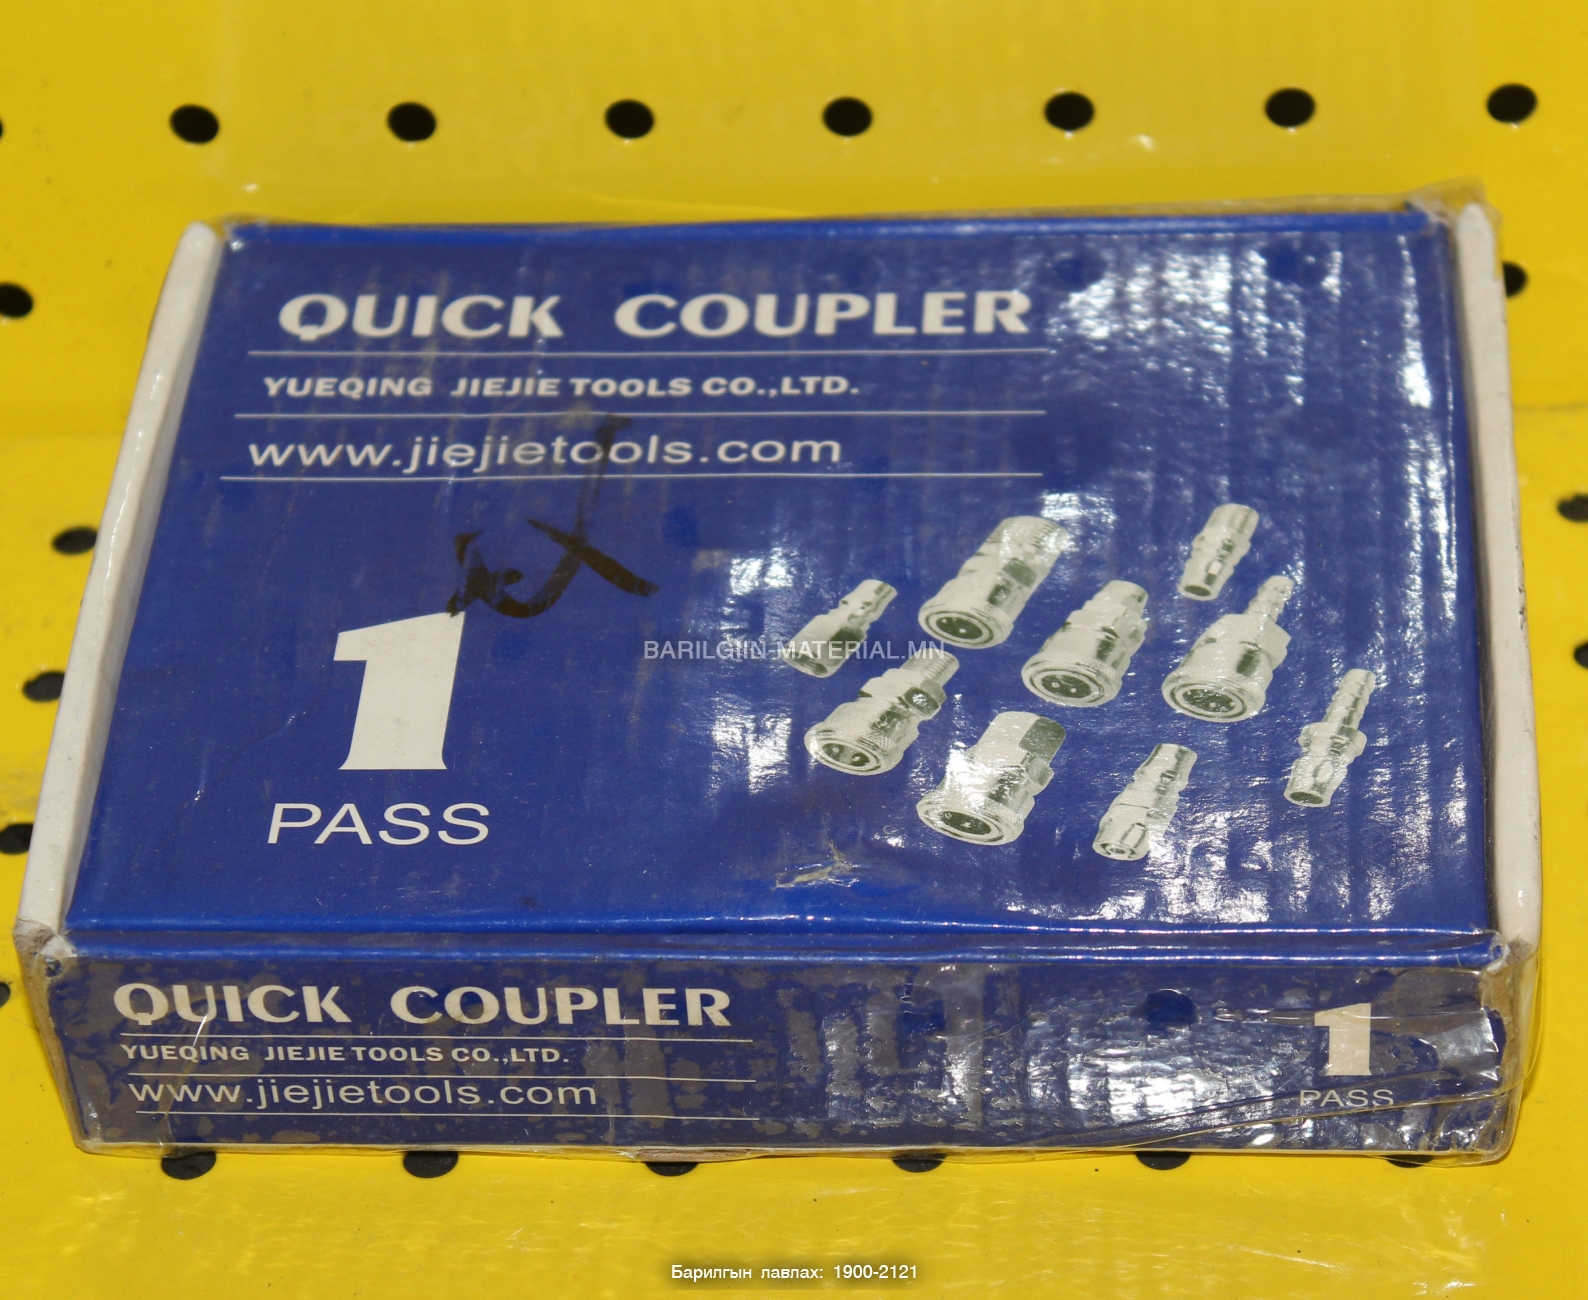 QUICK COUPLER
YUEQING JIEJIE TOOLS CO.,LTD.
www.jiejietools.com
1
PASS
BARILGIIN-MATERIAL.MN
QUICK COUPLER
YUEQING JIEJIE TOOLS CO.,LTD.
www.jiejietools.com
1
PASS
Барилгын лавлах: 1900-2121